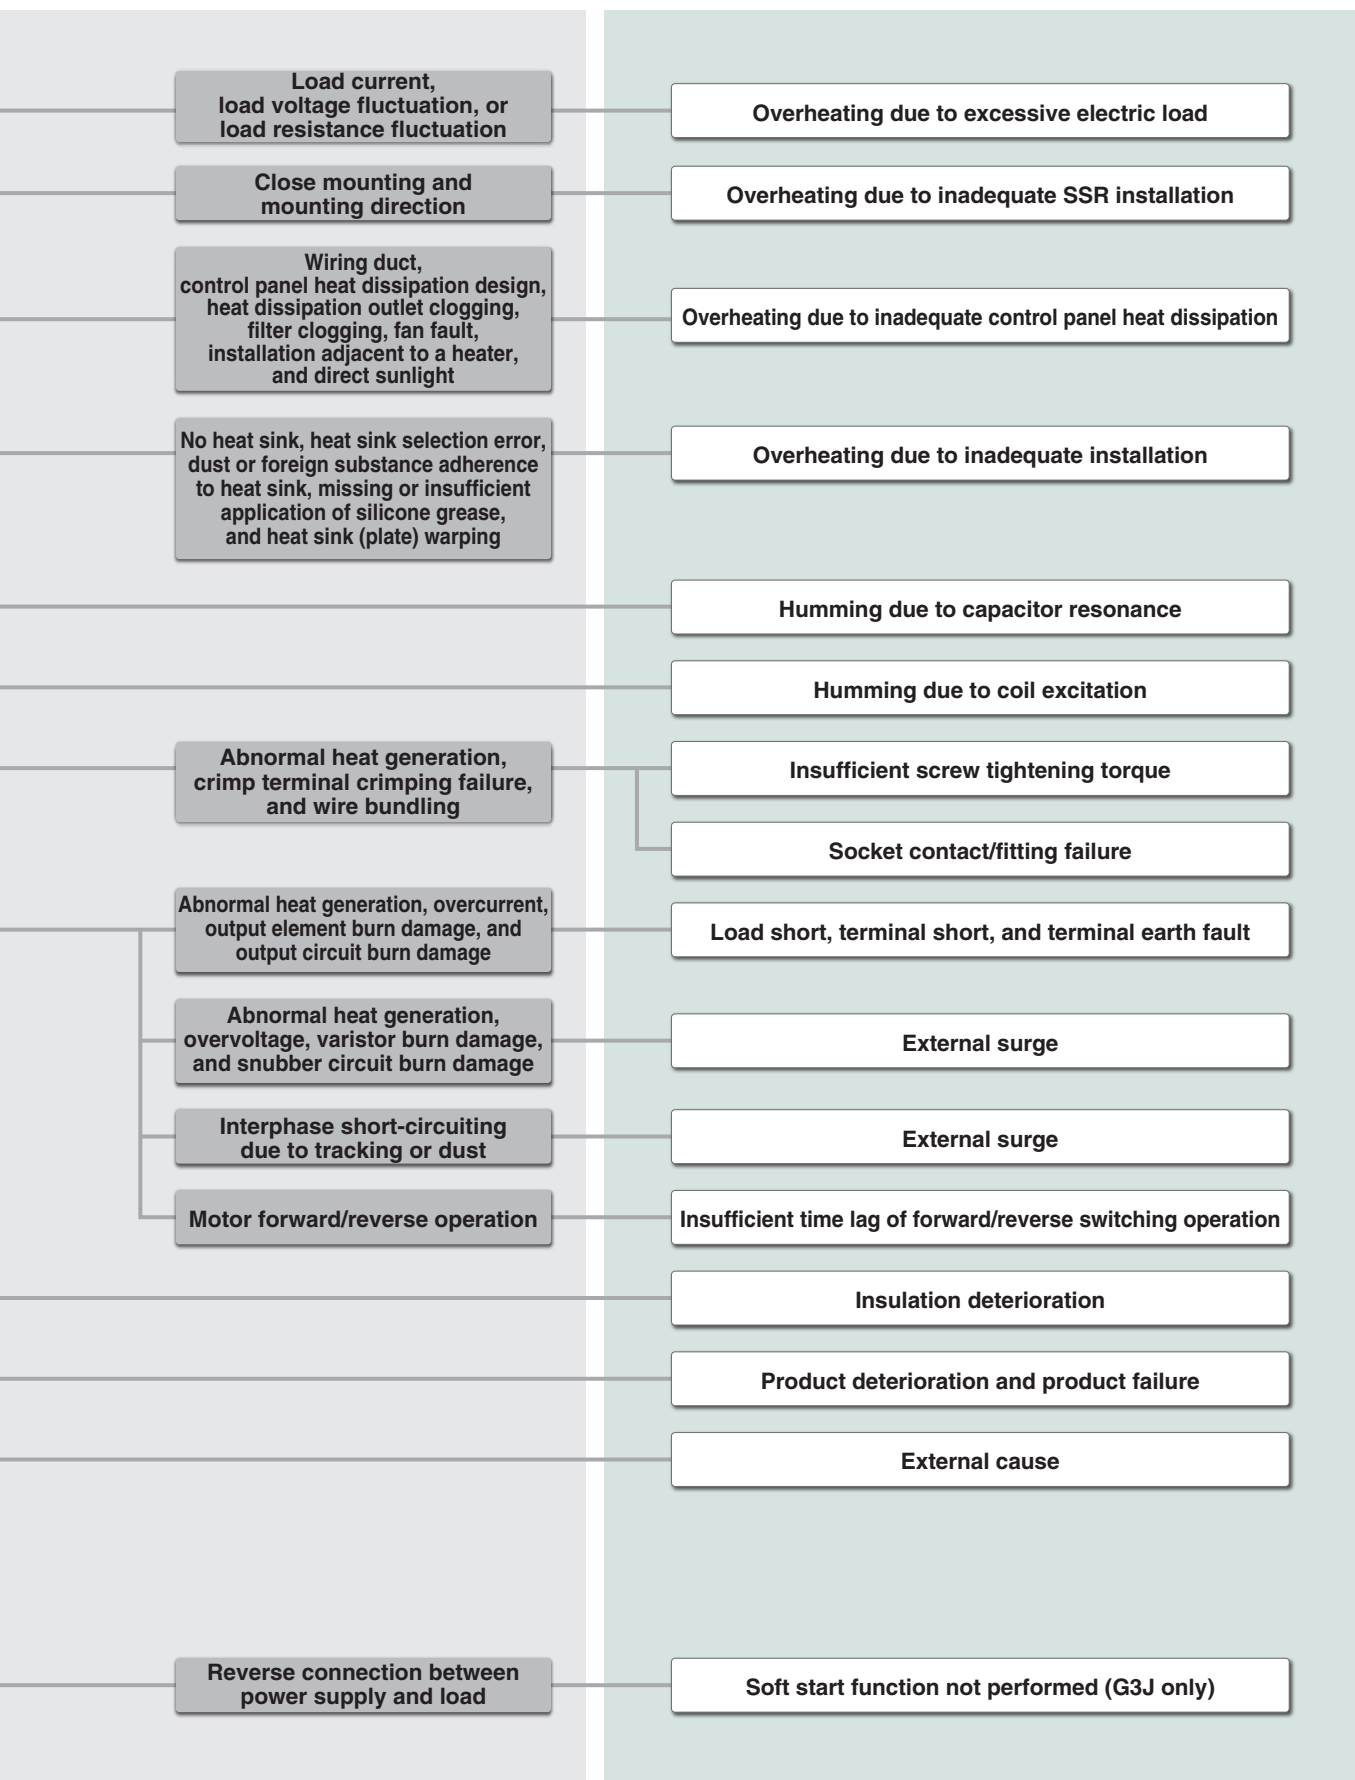 Load current,
load voltage fluctuation, or
load resistance fluctuation
Overheating due to excessive electric load
Close mounting and
mounting direction
Overheating due to inadequate SSR installation
Wiring duct,
control panel heat dissipation design,
heat dissipation outlet clogging,
filter clogging, fan fault,
installation adjacent to a heater,
and direct sunlight
Overheating due to inadequate control panel heat dissipation
No heat sink, heat sink selection error,
dust or foreign substance adherence
to heat sink, missing or insufficient
application of silicone grease,
and heat sink (plate) warping
Overheating due to inadequate installation
Humming due to capacitor resonance
Humming due to coil excitation
Abnormal heat generation,
crimp terminal crimping failure,
and wire bundling
Insufficient screw tightening torque
Socket contact/fitting failure
Abnormal heat generation, overcurrent,
output element burn damage, and
output circuit burn damage
Load short, terminal short, and terminal earth fault
Abnormal heat generation,
overvoltage, varistor burn damage,
and snubber circuit burn damage
External surge
Interphase short-circuiting
due to tracking or dust
External surge
Motor forward/reverse operation
Insufficient time lag of forward/reverse switching operation
Insulation deterioration
Product deterioration and product failure
External cause
Reverse connection between
power supply and load
Soft start function not performed (G3J only)